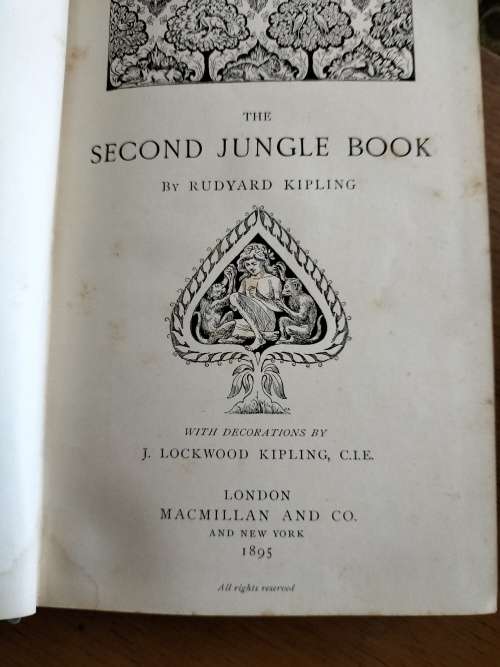 THE
SECOND JUNGLE BOOK
BY RUDYARD KIPLING
WITH DECORATIONS BY
J. LOCKWOOD KIPLING, C.I.E.
LONDON
MACMILLAN AND CO.
AND NEW YORK
1895
All rights reserved